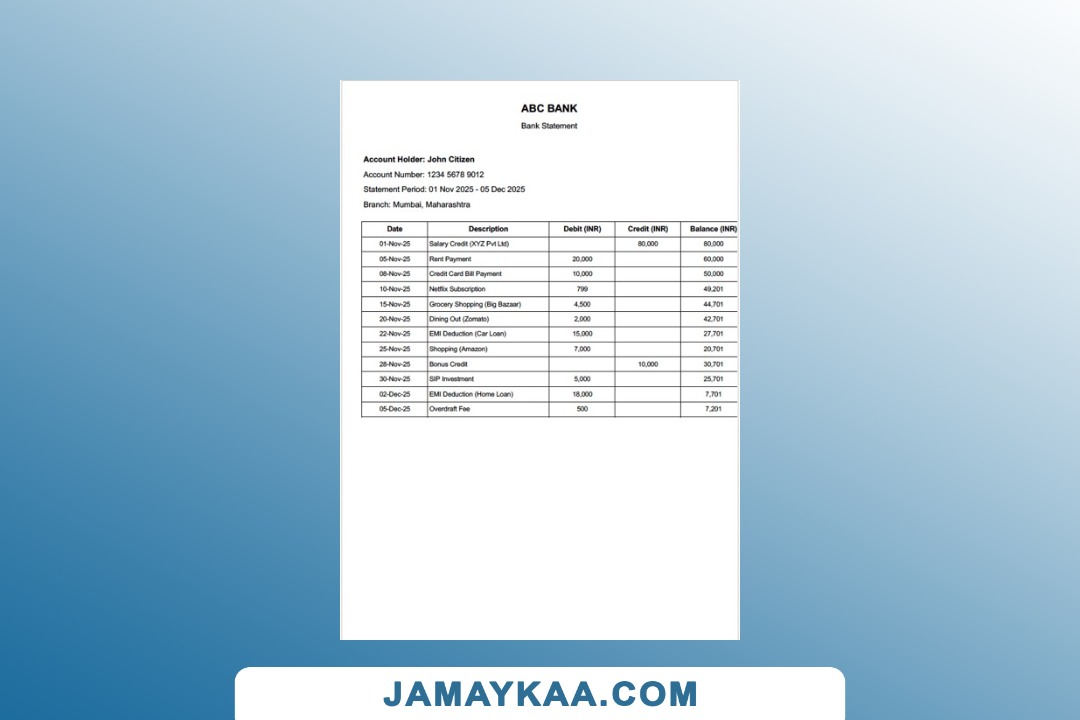 ABC BANK
Bank Statement
Account Holder: John Citizen
Account Number: 1234 5678 9012
Statement Period: 01 Nov 2025 - 05 Dec 2025
Branch: Mumbai, Maharashtra
Date Description Debit (INR) Credit (INR) Balance (INR)
01-Nov-25 Salary Credit (XYZ Pvt Ltd) 80,000 80,000
05-Nov-25 Rent Payment 20,000 60,000
08-Nov-25 Credit Card Bill Payment 10,000 50,000
10-Nov-25 Netflix Subscription 799 49,201
15-Nov-25 Grocery Shopping (Big Bazaar) 4,500 44,701
20-Nov-25 Dining Out (Zomato) 2,000 42,701
22-Nov-25 EMI Deduction (Car Loan) 15,000 27,701
25-Nov-25 Shopping (Amazon) 7,000 20,701
28-Nov-25 Bonus Credit 10,000 30,701
30-Nov-25 SIP Investment 5,000 25,701
02-Dec-25 EMI Deduction (Home Loan) 18,000 7,701
05-Dec-25 Overdraft Fee 500 7,201
JAMAYKAA.COM